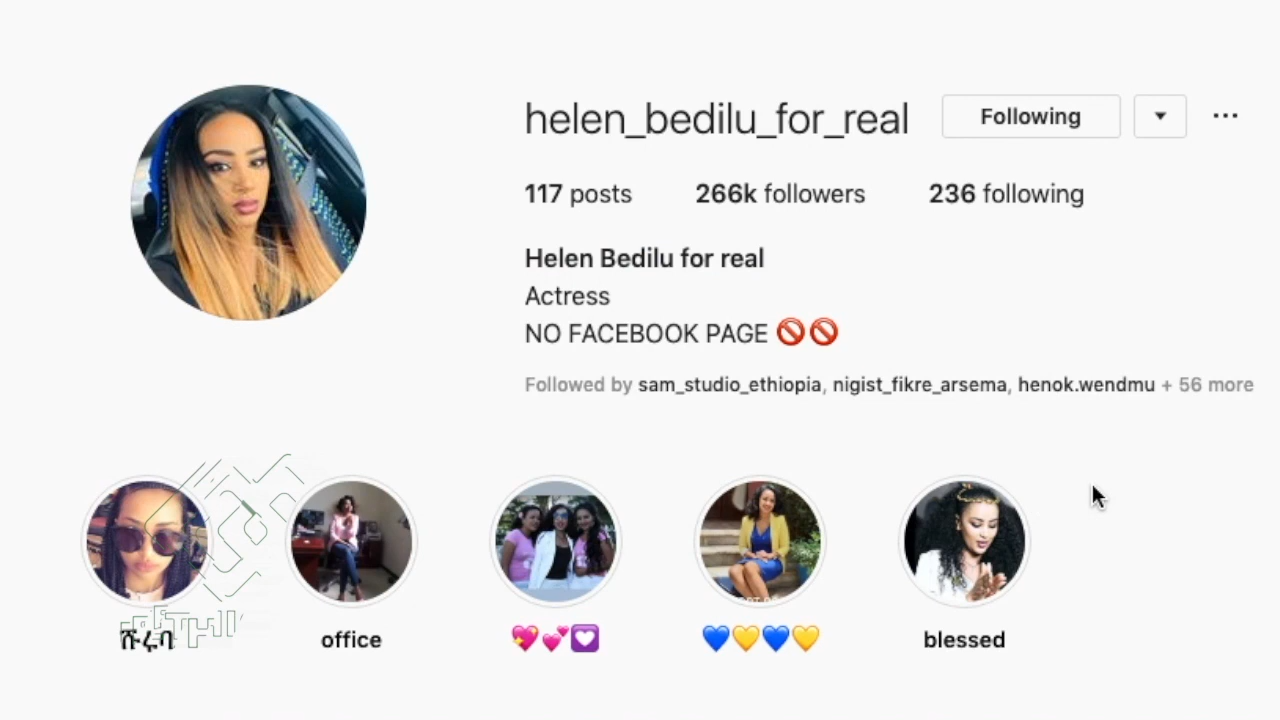 helen_bedilu_for_real Following
117 posts 266k followers 236 following
Helen Bedilu for real
Actress
NO FACEBOOK PAGE 🚫🚫
Followed by sam_studio_ethiopia, nigist_fikre_arsema, henok.wendmu + 56 more
ሹሩባ office 💖💕💟 💙💛💙💛 blessed